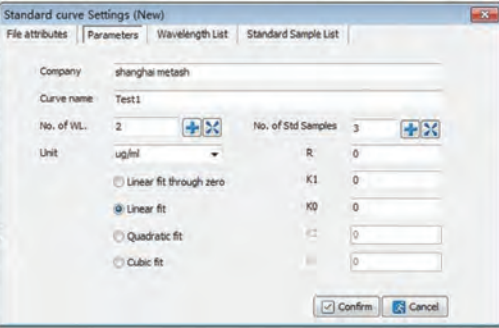 Standard curve Settings (New)
File attributes Parameters Wavelength List Standard Sample List
Company shanghai metash
Curve name Test1
No. of WL. 2 No. of Std Samples 3
Unit ug/ml R 0
Linear fit through zero K1 0
Linear fit K0 0
Quadratic fit 0
Cubic fit 0
Confirm Cancel